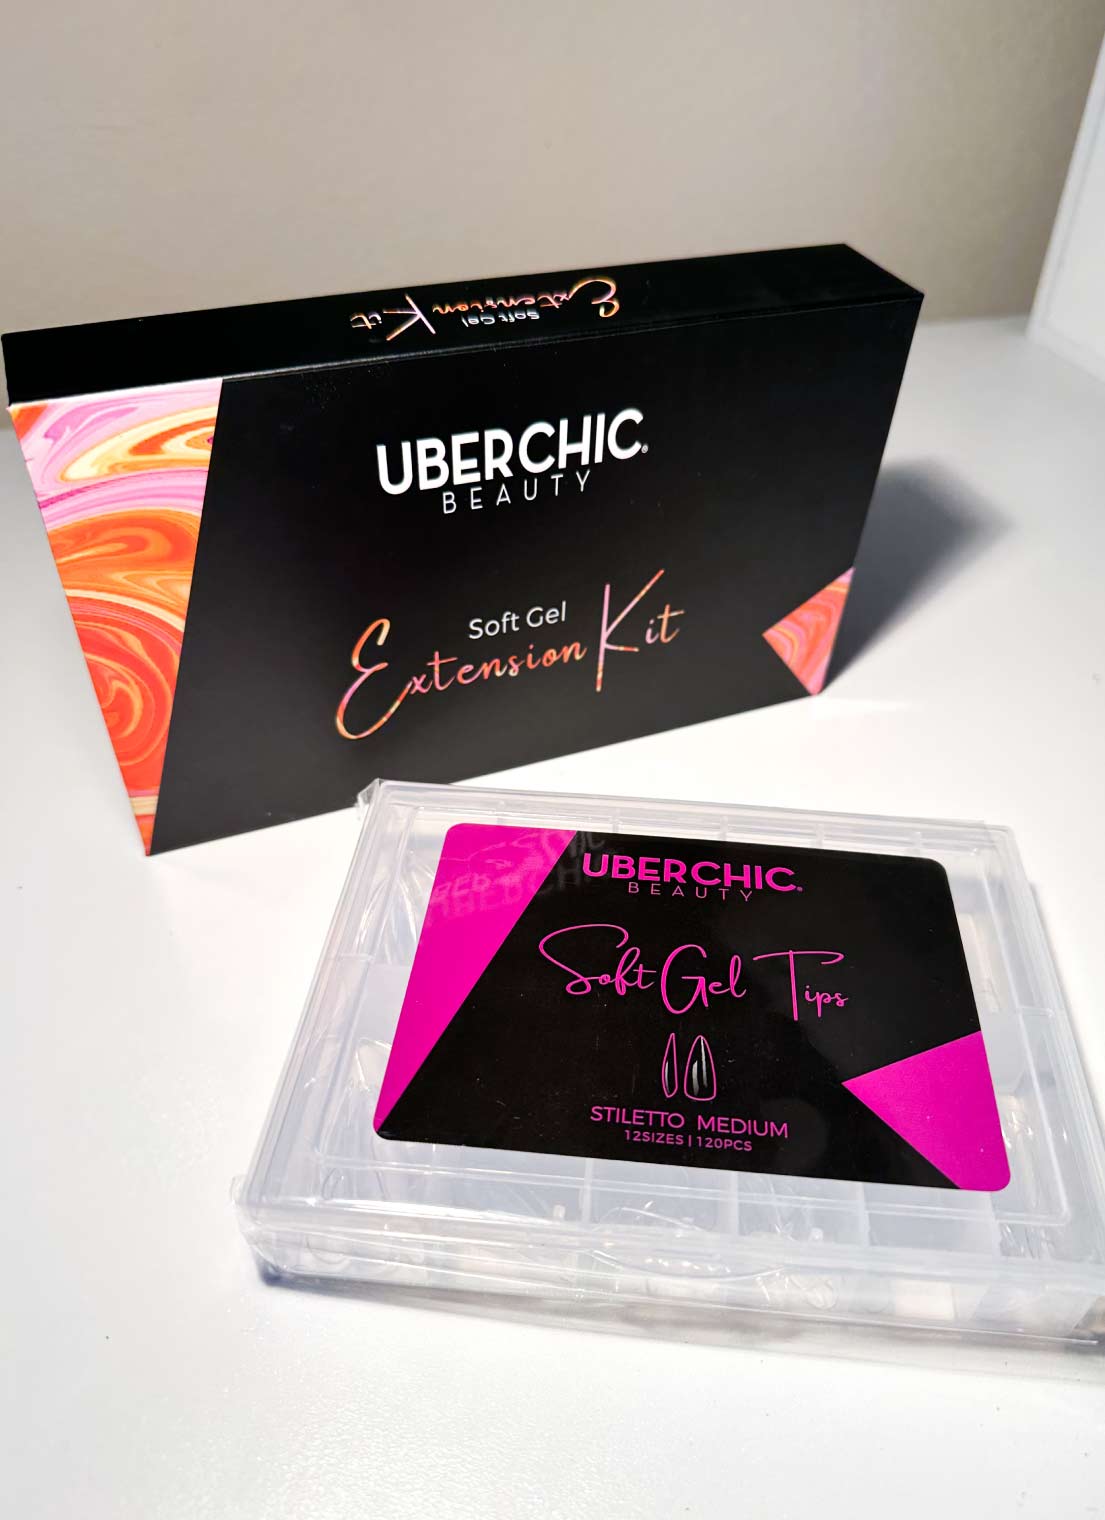 Soft Gel
Extension Kit
UBERCHIC®
BEAUTY
Soft Gel
Extension Kit
UBERCHIC®
BEAUTY
Soft Gel Tips
STILETTO MEDIUM
12SIZES | 120PCS